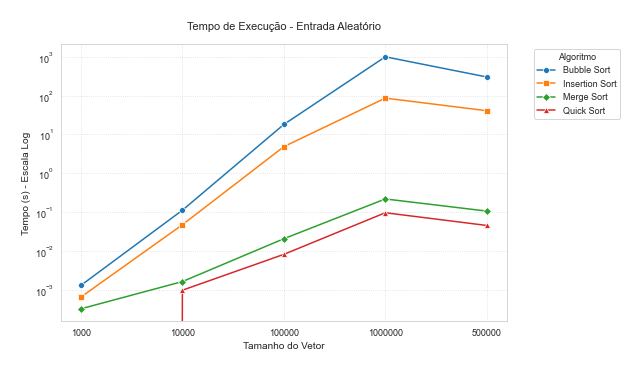 Tempo de Execução - Entrada Aleatório
Algoritmo
Bubble Sort
Insertion Sort
Merge Sort
Quick Sort
Tempo (s) - Escala Log
10³
10²
10¹
10⁰
10⁻¹
10⁻²
10⁻³
1000 10000 100000 1000000 500000
Tamanho do Vetor